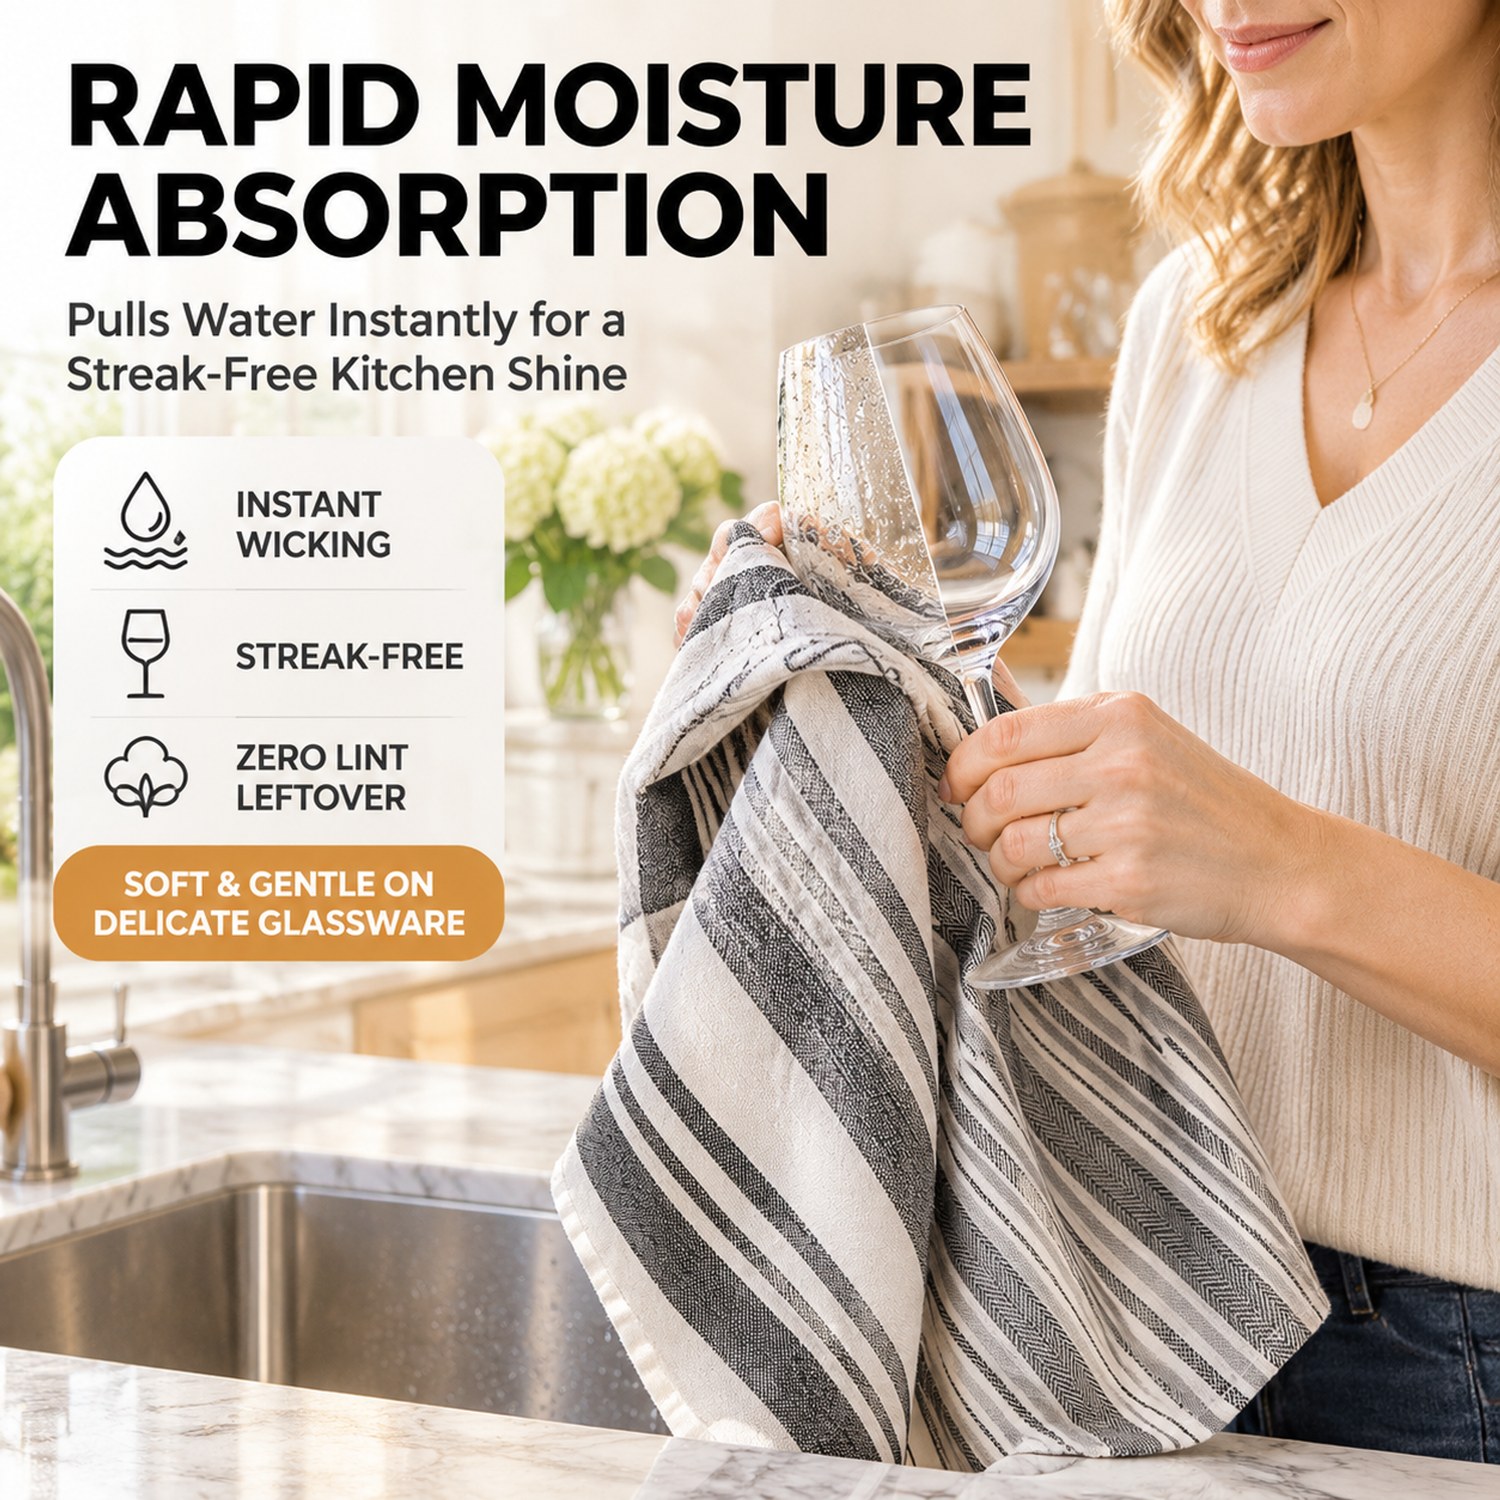 RAPID MOISTURE
ABSORPTION
Pulls Water Instantly for a
Streak-Free Kitchen Shine
INSTANT
WICKING
STREAK-FREE
ZERO LINT
LEFTOVER
SOFT & GENTLE ON
DELICATE GLASSWARE